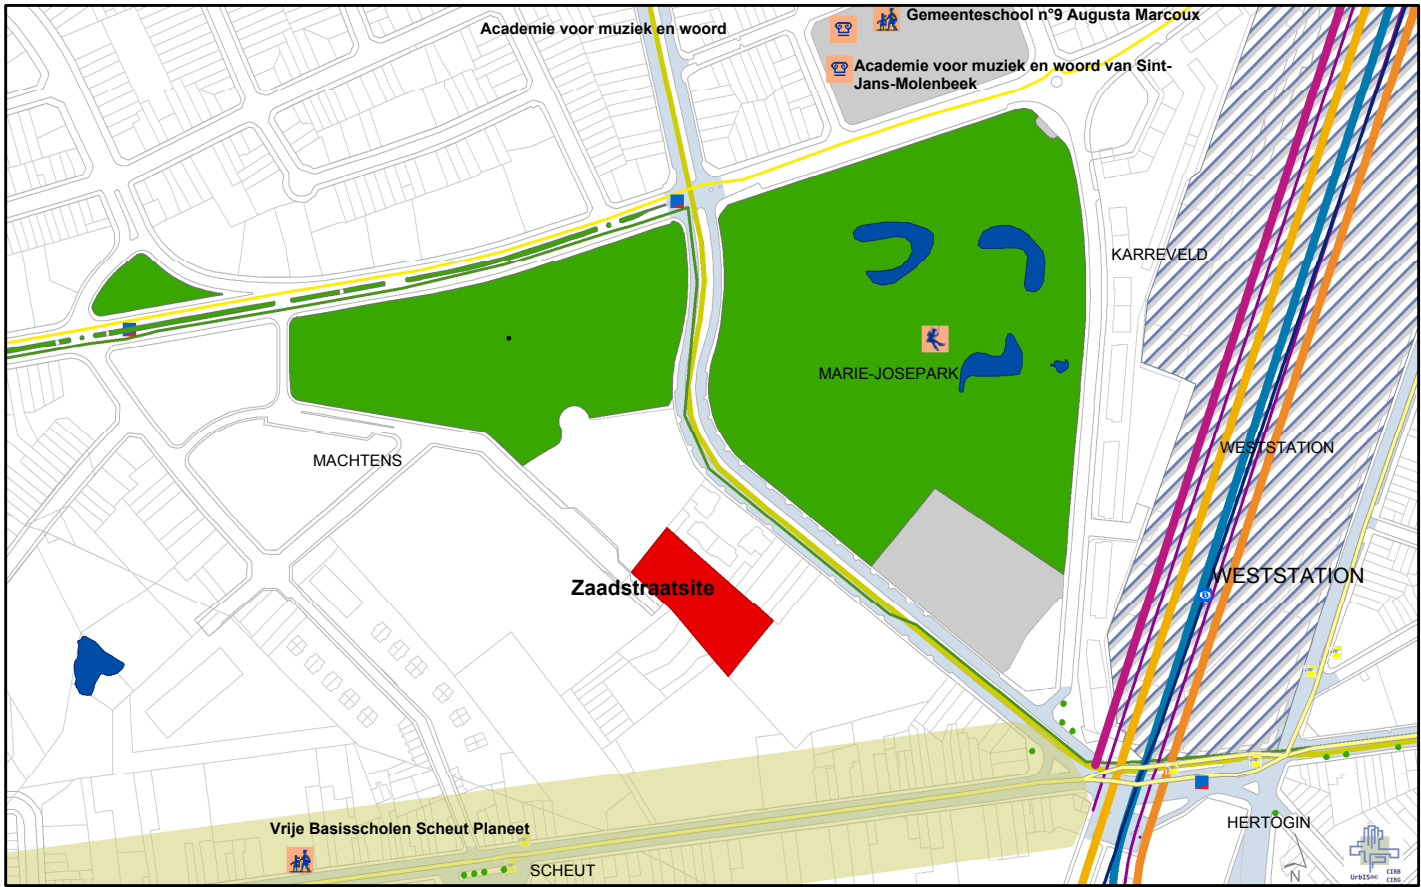 Gemeenteschool n°9 Augusta Marcoux
Academie voor muziek en woord
Academie voor muziek en woord van Sint-
Jans-Molenbeek
KARREVELD
MARIE-JOSEPARK
WESTSTATION
MACHTENS
WESTSTATION
Zaadstraatsite
HERTOGIN
Vrije Basisscholen Scheut Planeet
SCHEUT
N
UrbIS
CIRB
CIBG